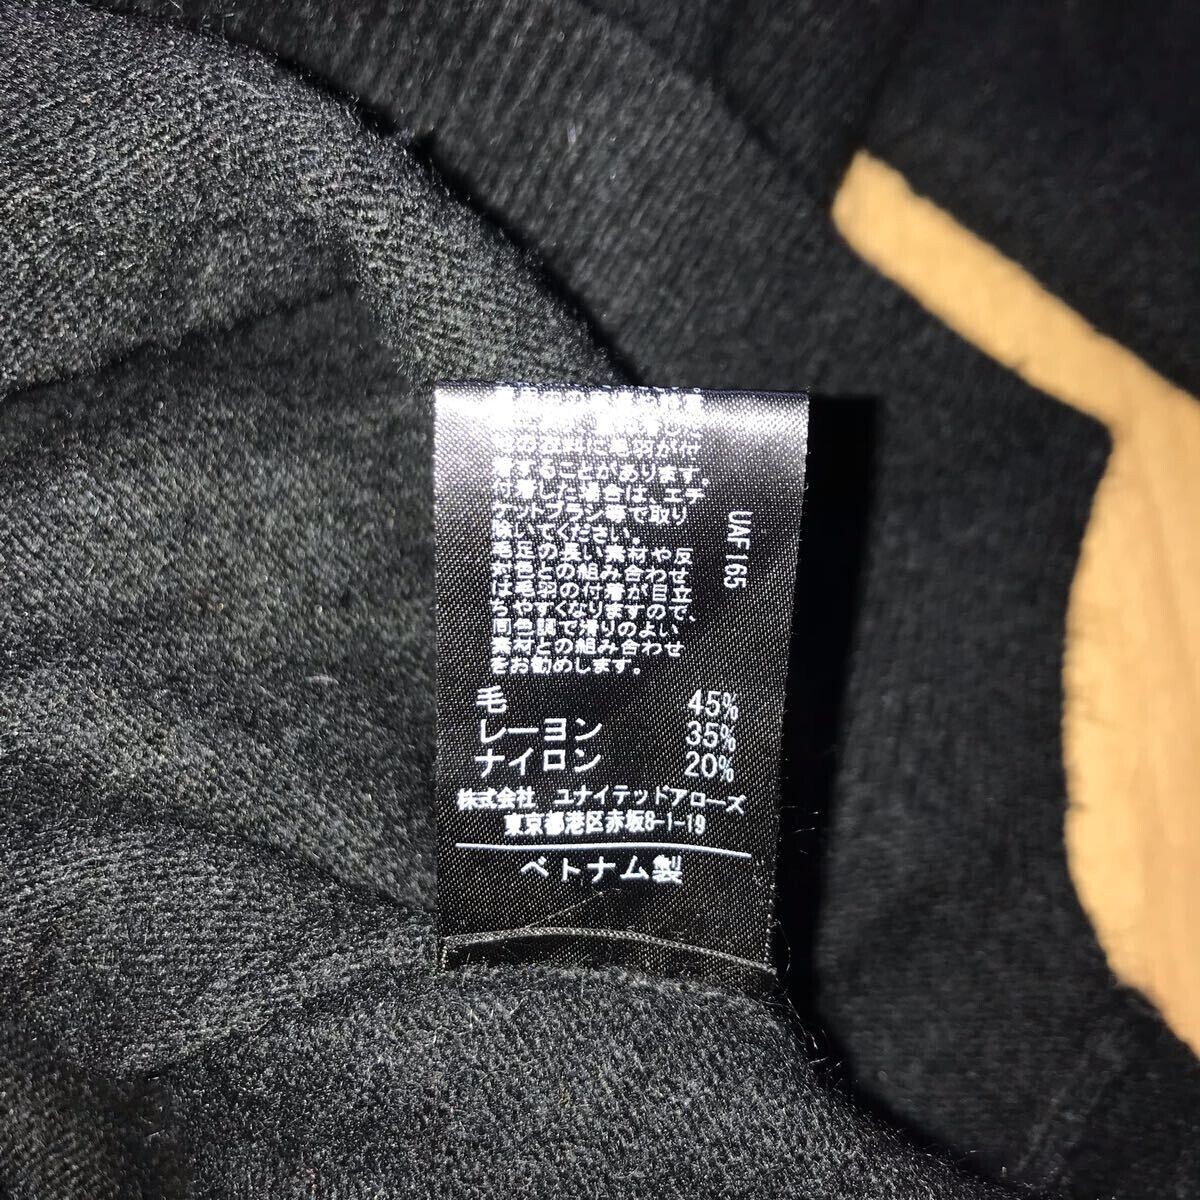 着することがあります。
付着した場合は、エチ
ケットブラシ等で取り
除いてください。
毛足の長い素材や反
対色との組み合わせ
は毛羽の付着が目立
ちやすくなりますので、
同色調で滑りのよい
素材との組み合わせ
をお勧めします。
毛 45%
レーヨン 35%
ナイロン 20%
株式会社 ユナイテッドアローズ
東京都港区赤坂8-1-19
ベトナム製
UAF165